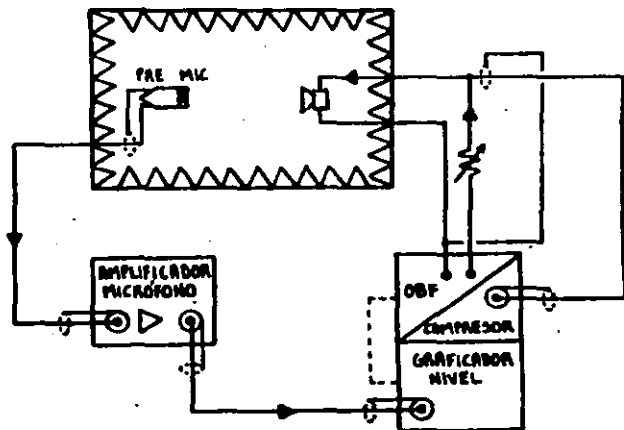 PRE MIC
AMPLIFICADOR
MICRÓFONO
OBF
COMPRESOR
GRAFICADOR
NIVEL